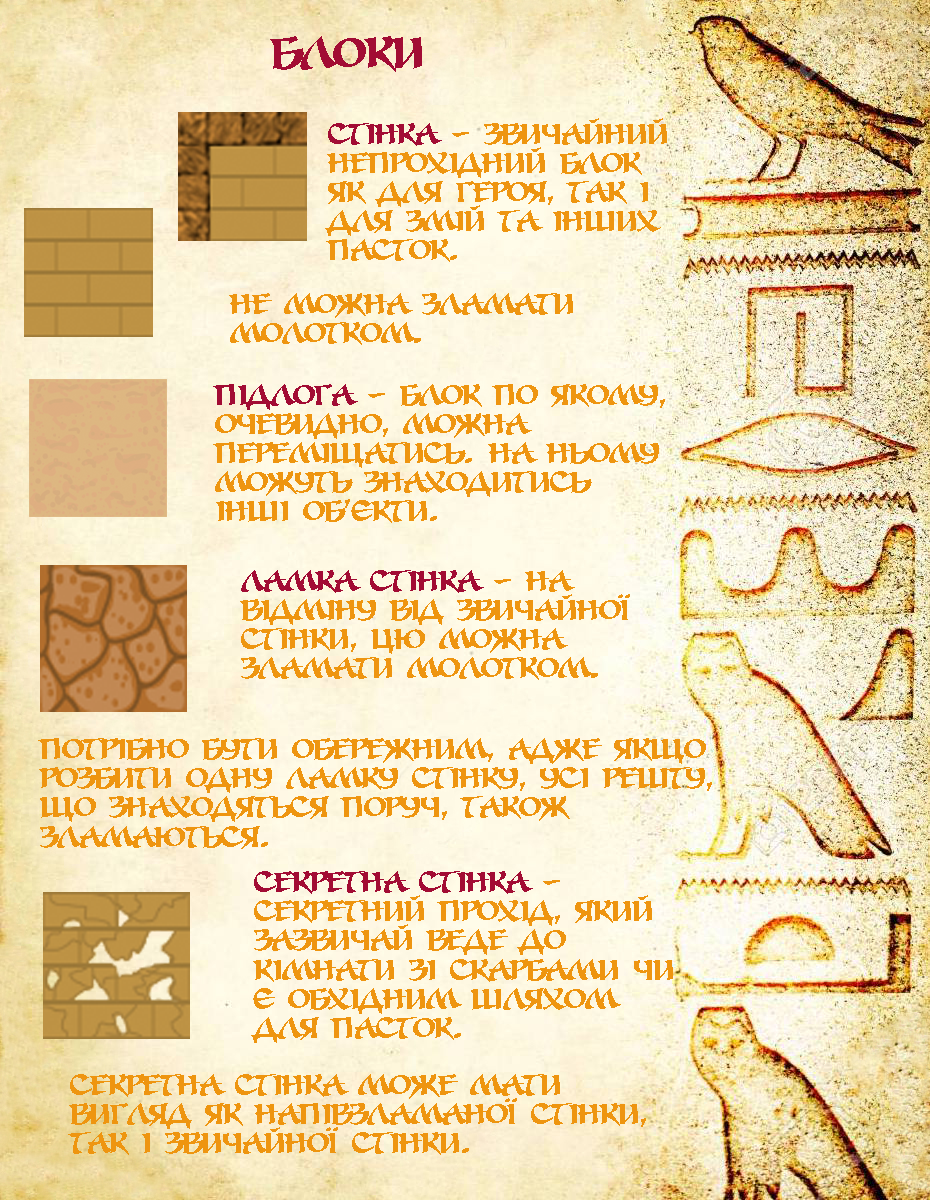 БЛОКИ
СТІНКА – ЗВИЧАЙНИЙ
НЕПРОХІДНИЙ БЛОК
ЯК ДЛЯ ГЕРОЯ, ТАК І
ДЛЯ ЗМІЙ ТА ІНШИХ
ПАСТОК.
НЕ МОЖНА ЗЛАМАТИ
МОЛОТКОМ.
ПІДЛОГА – БЛОК ПО ЯКОМУ,
ОЧЕВИДНО, МОЖНА
ПЕРЕМІЩАТИСЬ. НА НЬОМУ
МОЖУТЬ ЗНАХОДИТИСЬ
ІНШІ ОБ'ЄКТИ.
ЛАМКА СТІНКА – НА
ВІДМІНУ ВІД ЗВИЧАЙНОЇ
СТІНКИ, ЦЮ МОЖНА
ЗЛАМАТИ МОЛОТКОМ.
ПОТРІБНО БУТИ ОБЕРЕЖНИМ, АДЖЕ ЯКЩО
РОЗБИТИ ОДНУ ЛАМКУ СТІНКУ, УСІ РЕШТУ,
ЩО ЗНАХОДЯТЬСЯ ПОРУЧ, ТАКОЖ
ЗЛАМАЮТЬСЯ.
СЕКРЕТНА СТІНКА –
СЕКРЕТНИЙ ПРОХІД, ЯКИЙ
ЗАЗВИЧАЙ ВЕДЕ ДО
КІМНАТИ ЗІ СКАРБАМИ ЧИ
Є ОБХІДНИМ ШЛЯХОМ
ДЛЯ ПАСТОК.
СЕКРЕТНА СТІНКА МОЖЕ МАТИ
ВИГЛЯД ЯК НАПІВЗЛАМАНОЇ СТІНКИ,
ТАК І ЗВИЧАЙНОЇ СТІНКИ.